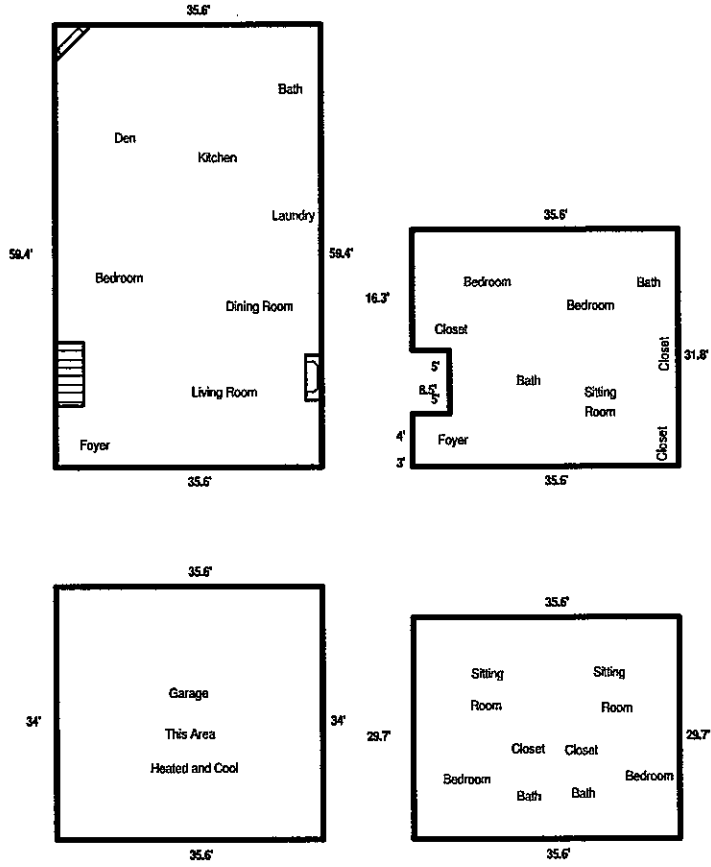 35.6'
Bath
Den
Kitchen
Laundry
59.4'
59.4'
Bedroom
Dining Room
Living Room
Foyer
35.6'
35.6'
16.3'
Bedroom
Bath
Bedroom
Closet
Closet
31.8'
5'
8.5'
5'
Bath
Sitting
Room
4'
Foyer
Closet
3'
35.6'
35.6'
34'
34'
Garage
This Area
Heated and Cool
35.6'
35.6'
Sitting
Sitting
Room
Room
29.7'
29.7'
Closet
Closet
Bedroom
Bedroom
Bath
Bath
35.6'